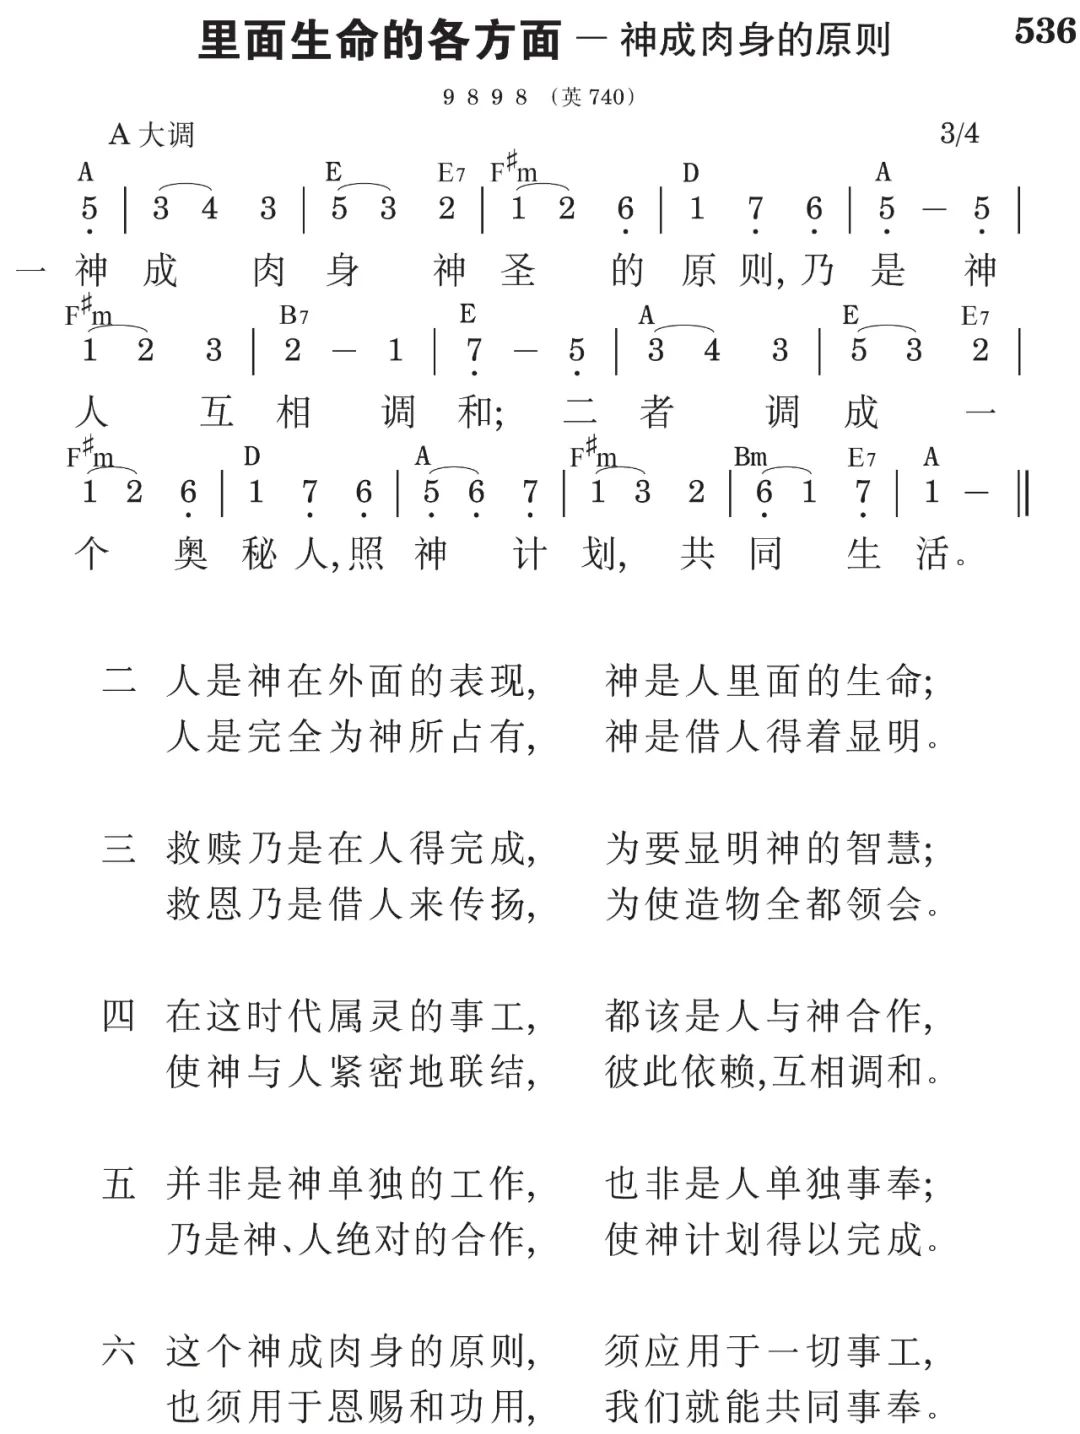 里面生命的各方面 — 神成肉身的原则 536
9 8 9 8 （英 740）
A 大调 3/4
A E E7 F♯m D A
5̣ | 3 4 3 | 5 3 2 | 1 2 6̣ | 1 7̣ 6̣ | 5̣ — 5̣ |
一 神 成 肉 身 神 圣 的 原 则, 乃 是 神
F♯m B7 E A E E7
1 2 3 | 2 — 1 | 7̣ — 5̣ | 3 4 3 | 5 3 2 |
人 互 相 调 和; 二 者 调 成 一
F♯m D A F♯m Bm E7 A
1 2 6̣ | 1 7̣ 6̣ | 5̣ 6̣ 7̣ | 1 3 2 | 6̣ 1 7̣ | 1 — ‖
个 奥 秘 人, 照 神 计 划, 共 同 生 活。
二 人是神在外面的表现, 神是人里面的生命;
人是完全为神所占有, 神是借人得着显明。
三 救赎乃是在人得完成, 为要显明神的智慧;
救恩乃是借人来传扬, 为使造物全都领会。
四 在这时代属灵的事工, 都该是人与神合作,
使神与人紧密地联结, 彼此依赖,互相调和。
五 并非是神单独的工作, 也非是人单独事奉;
乃是神、人绝对的合作, 使神计划得以完成。
六 这个神成肉身的原则, 须应用于一切事工,
也须用于恩赐和功用, 我们就能共同事奉。